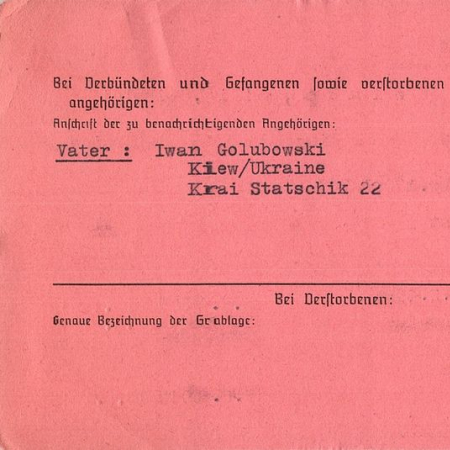 Bei Verbündeten und Gefangenen sowie verstorbenen
angehörigen:
Anschrift der zu benachrichtigenden Angehörigen:
Vater : Iwan Golubowski
Kiew/Ukraine
Krai Statschik 22
Bei Verstorbenen:
Genaue Bezeichnung der Grablage: